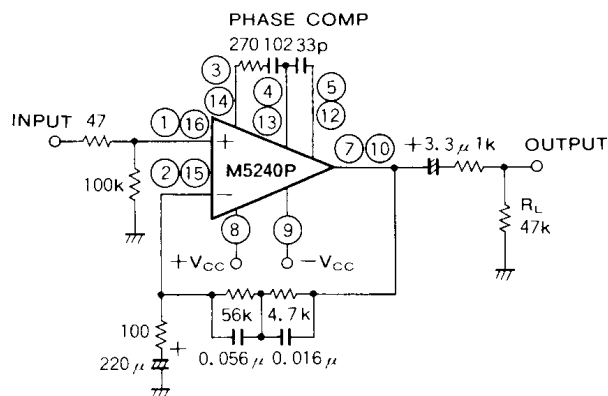 PHASE COMP
270 102 33p
3
14
4
13
5
12
INPUT
47
1 16
+
M5240P
7 10
+3.3μ 1k
OUTPUT
100k
2 15
−
8
9
+Vcc
−Vcc
RL
47k
56k
4.7k
100
+
220μ
0.056μ
0.016μ